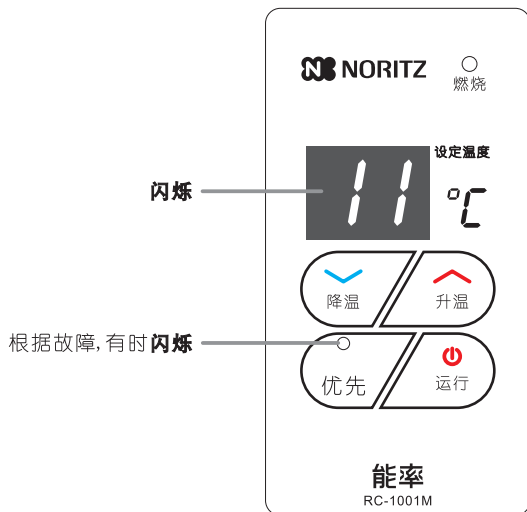 NORITZ
燃烧
设定温度
闪烁
11 °C
降温
升温
根据故障,有时闪烁
优先
运行
能率
RC-1001M